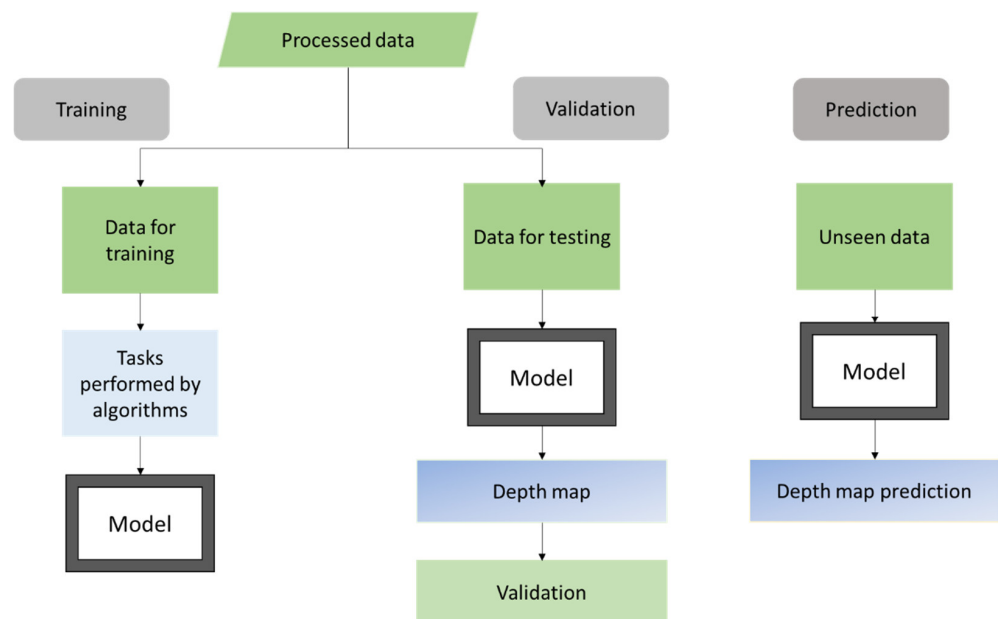 Processed data
Training
Validation
Prediction
Data for
training
Data for testing
Unseen data
Tasks
performed by
algorithms
Model
Model
Model
Depth map
Depth map prediction
Validation